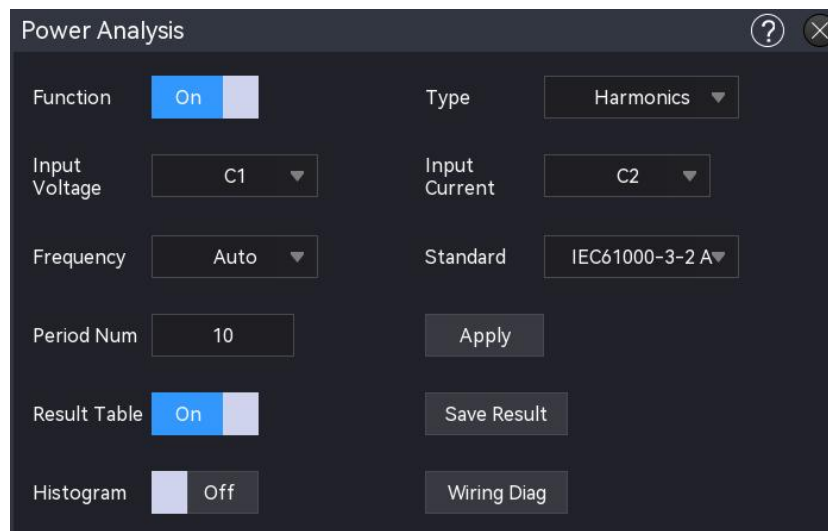 Power Analysis
?
Function On Type Harmonics
Input Voltage C1 Input Current C2
Frequency Auto Standard IEC61000-3-2 A
Period Num 10 Apply
Result Table On Save Result
Histogram Off Wiring Diag